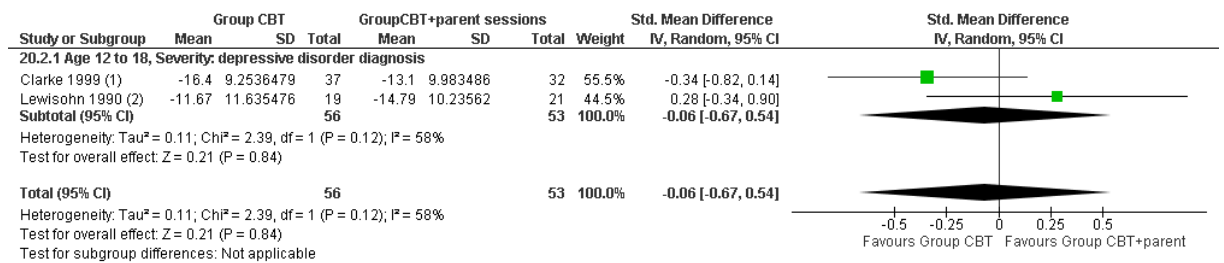 Group CBT GroupCBT+parent sessions Std. Mean Difference Std. Mean Difference
Study or Subgroup Mean SD Total Mean SD Total Weight IV, Random, 95% CI IV, Random, 95% CI
20.2.1 Age 12 to 18, Severity: depressive disorder diagnosis
Clarke 1999 (1) -16.4 9.2536479 37 -13.1 9.983486 32 55.5% -0.34 [-0.82, 0.14]
Lewisohn 1990 (2) -11.67 11.635476 19 -14.79 10.23562 21 44.5% 0.28 [-0.34, 0.90]
Subtotal (95% CI) 56 53 100.0% -0.06 [-0.67, 0.54]
Heterogeneity: Tau² = 0.11; Chi² = 2.39, df = 1 (P = 0.12); I² = 58%
Test for overall effect: Z = 0.21 (P = 0.84)
Total (95% CI) 56 53 100.0% -0.06 [-0.67, 0.54]
Heterogeneity: Tau² = 0.11; Chi² = 2.39, df = 1 (P = 0.12); I² = 58%
Test for overall effect: Z = 0.21 (P = 0.84)
Test for subgroup differences: Not applicable
-0.5 -0.25 0 0.25 0.5
Favours Group CBT Favours Group CBT+parent